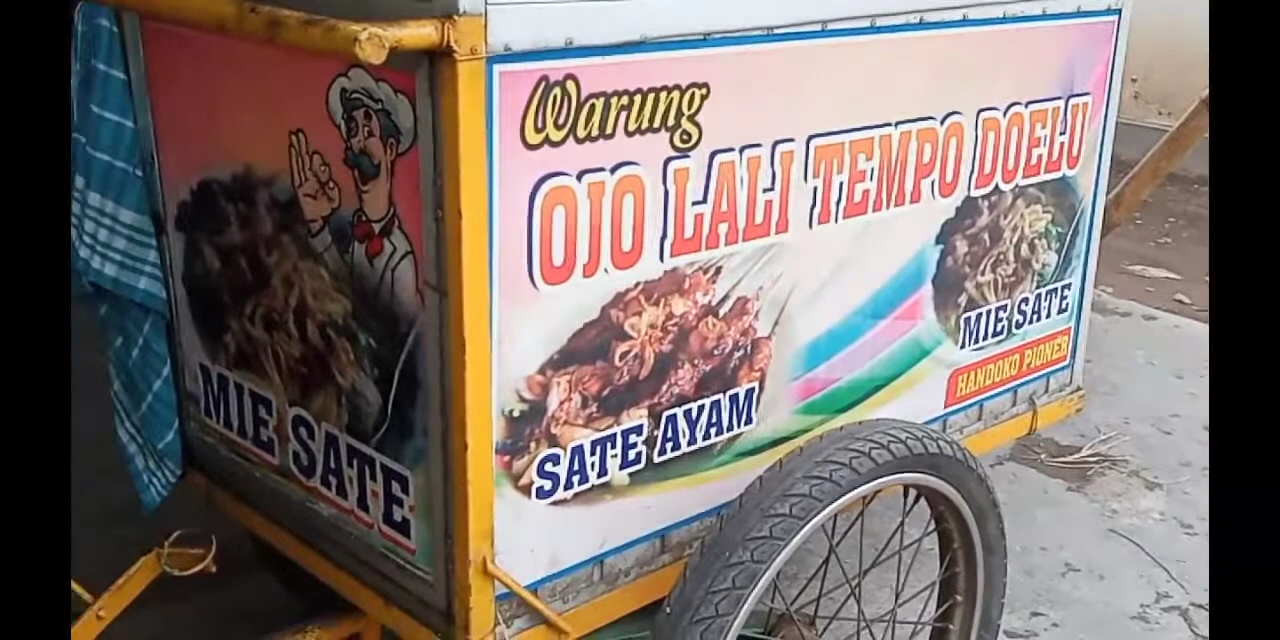 MIE SATE
Warung
OJO LALI TEMPO DOELU
SATE AYAM
MIE SATE
HANDOKO PIONER